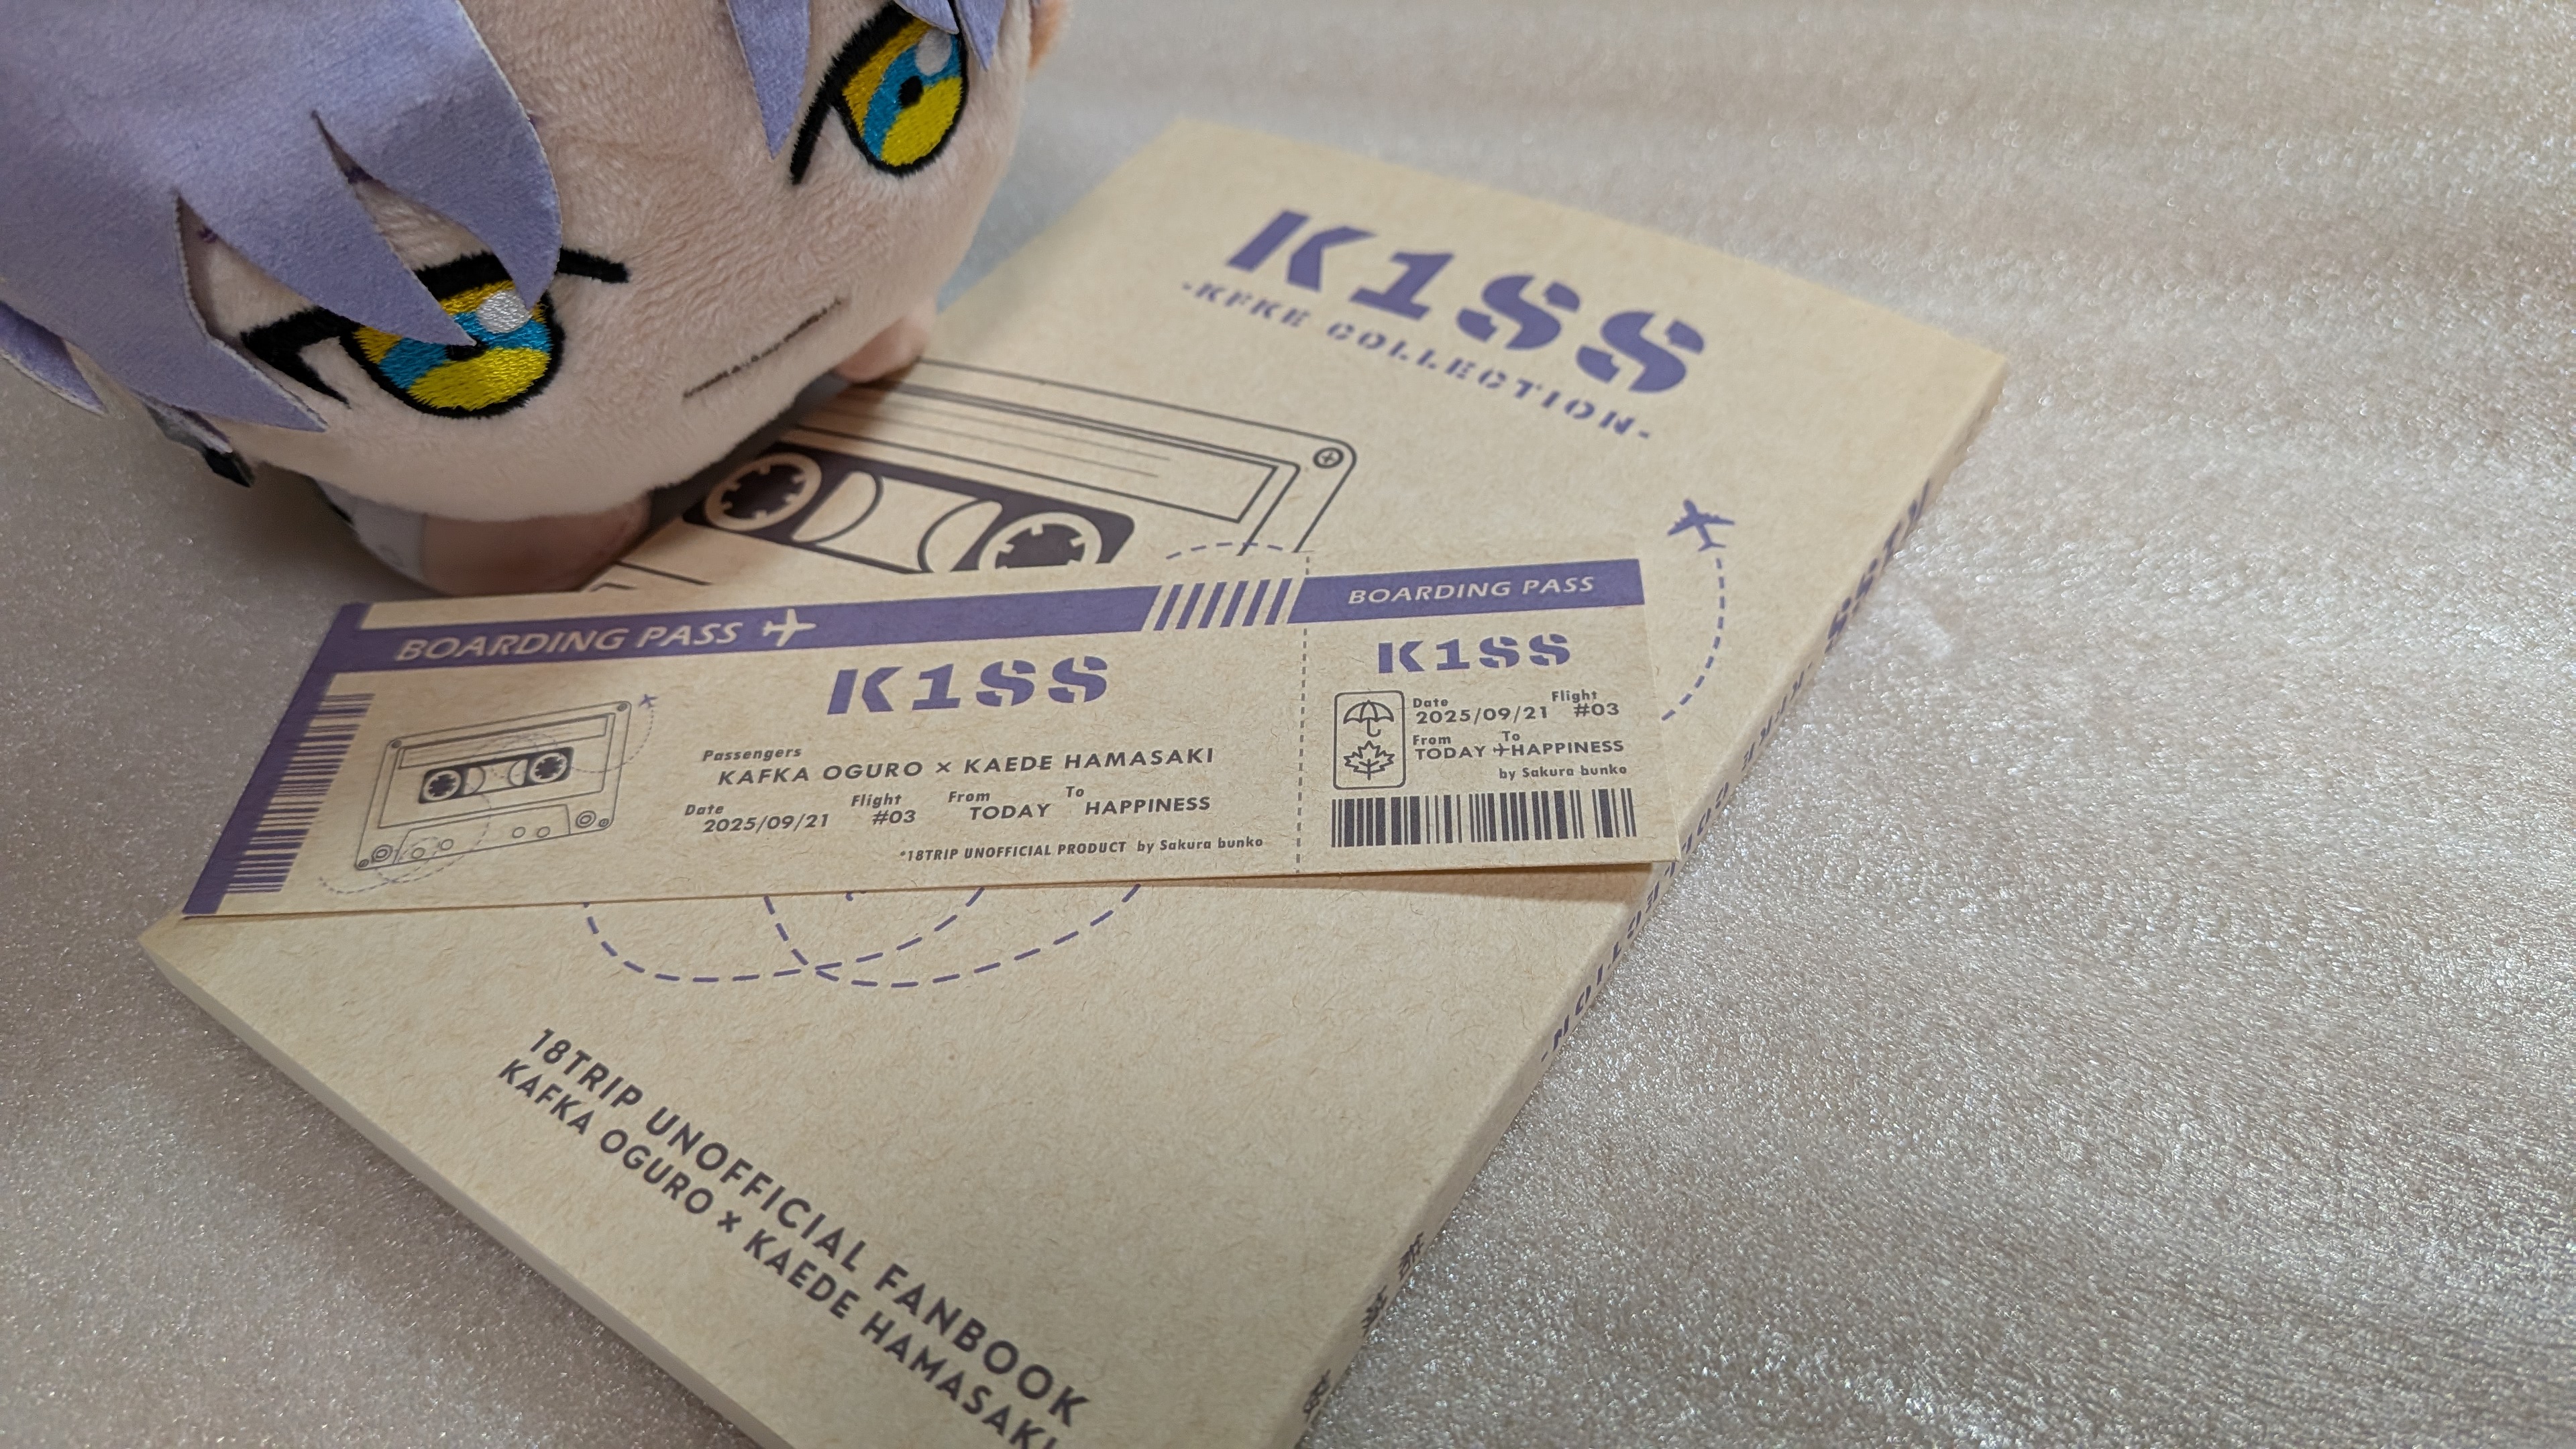 K1SS
-KFKE COLLECTION-
BOARDING PASS
K1SS
Passengers
KAFKA OGURO × KAEDE HAMASAKI
Date Flight From To
2025/09/21 #03 TODAY HAPPINESS
*18TRIP UNOFFICIAL PRODUCT by Sakura bunko
BOARDING PASS
K1SS
Date Flight
2025/09/21 #03
From To
TODAY HAPPINESS
by Sakura bunko
18TRIP UNOFFICIAL FANBOOK
KAFKA OGURO × KAEDE HAMASAKI
K1SS